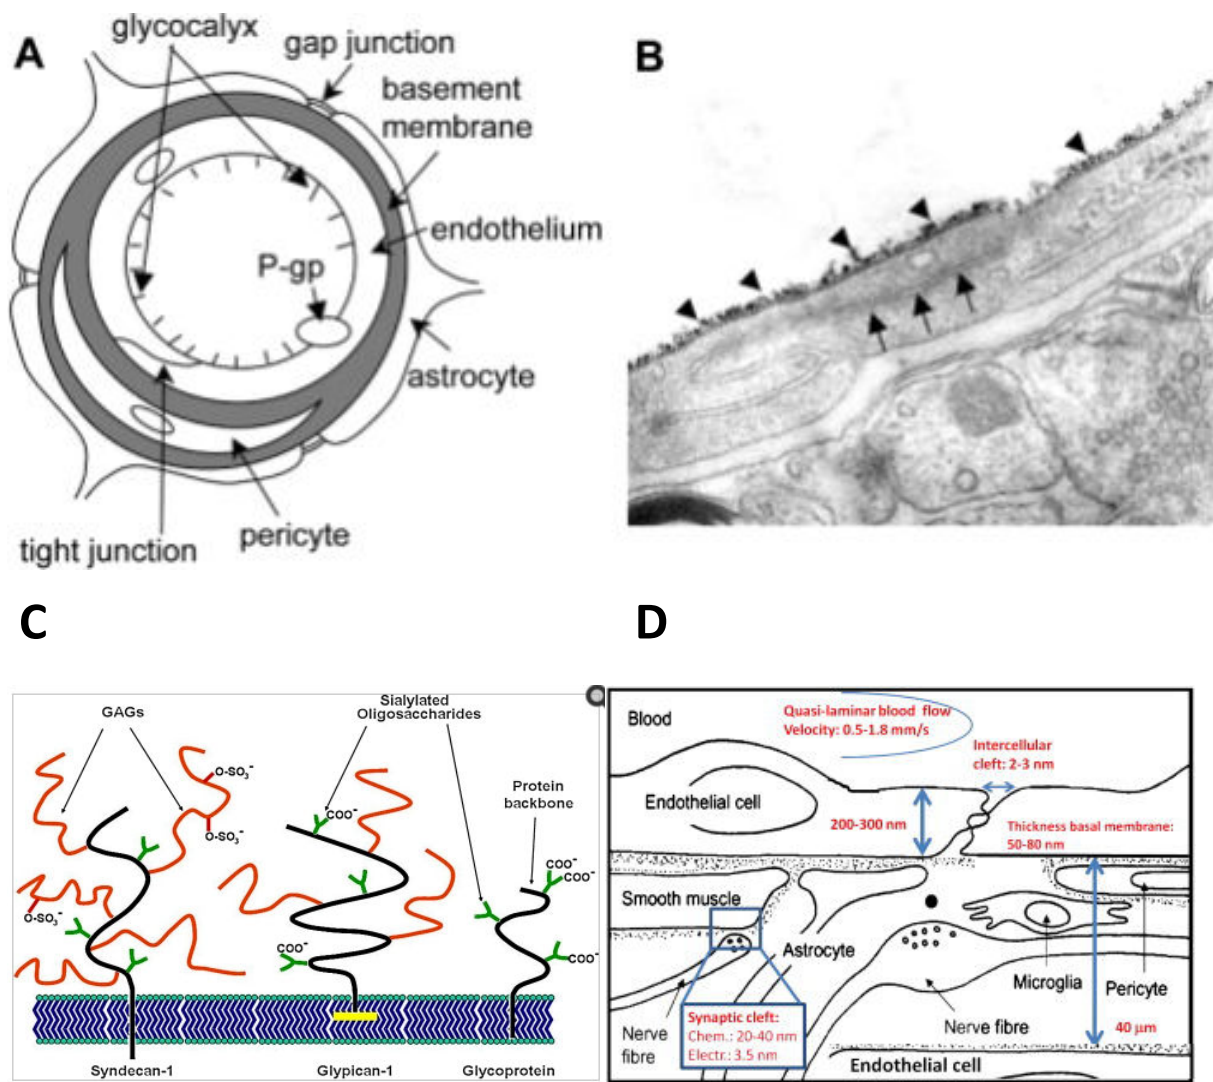 A
glycocalyx
gap junction
basement
membrane
endothelium
P-gp
astrocyte
pericyte
tight junction
B
C
GAGs
Sialylated
Oligosaccharides
Protein
backbone
O-SO₃⁻
O-SO₃⁻
O-SO₃⁻
COO⁻
COO⁻
COO⁻
COO⁻
Syndecan-1
Glypican-1
Glycoprotein
D
Blood
Quasi-laminar blood flow
Velocity: 0.5-1.8 mm/s
Intercellular
cleft: 2-3 nm
Endothelial cell
200-300 nm
Thickness basal membrane:
50-80 nm
Smooth muscle
Astrocyte
Microglia
Pericyte
Nerve
fibre
Synaptic cleft:
Chem.: 20-40 nm
Electr.: 3.5 nm
Nerve fibre
40 µm
Endothelial cell